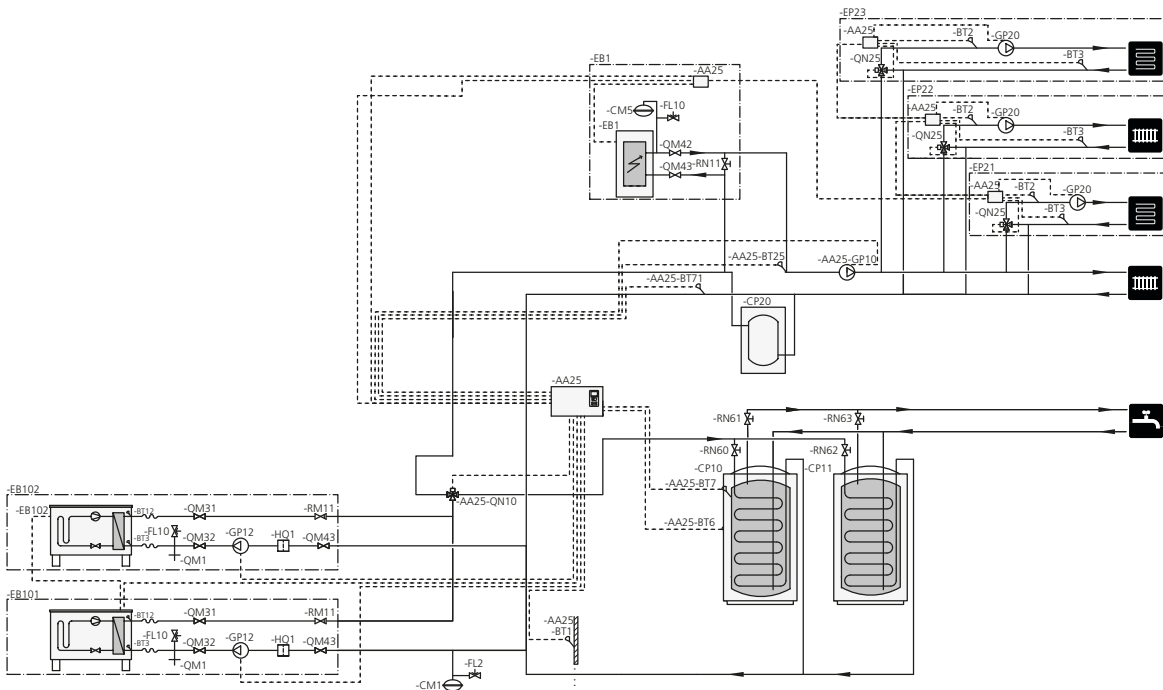 -EP23
-AA25
-BT2
-GP20
-QN25
-BT3
-EB1
-AA25
-EP22
-AA25
-BT2
-GP20
-QN25
-BT3
-CM5
-FL10
-EB1
-QM42
-QM43
-RN11
-EP21
-AA25
-BT2
-GP20
-QN25
-BT3
-AA25-BT25
-AA25-GP10
-AA25-BT71
-CP20
-AA25
-RN61
-RN63
-RN60
-RN62
-CP10
-CP11
-AA25-BT7
-AA25-QN10
-AA25-BT6
-EB102
-EB102
-BT12
-QM31
-RM11
-FL10
-BT3
-QM32
-GP12
-HQ1
-QM43
-QM1
-EB101
-BT12
-QM31
-RM11
-FL10
-BT3
-QM32
-GP12
-HQ1
-QM43
-QM1
-AA25
-BT1
-FL2
-CM1